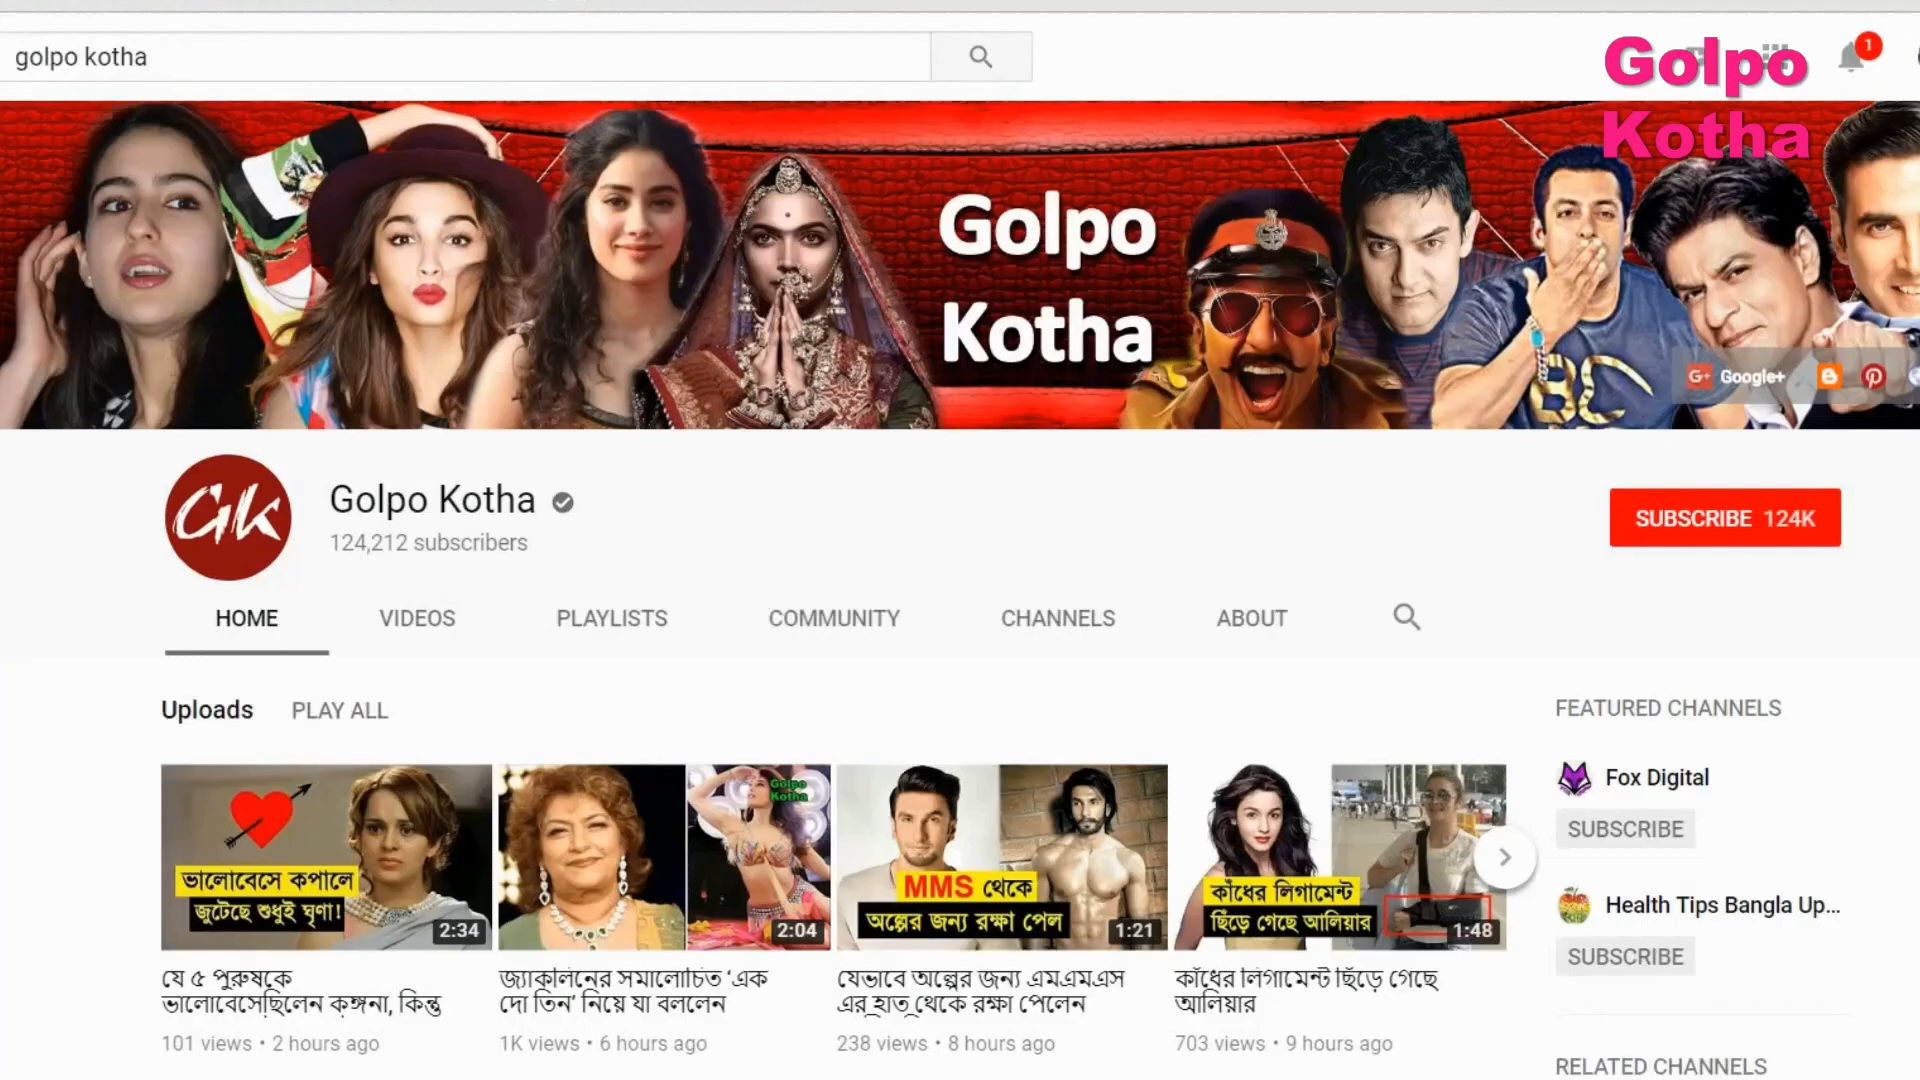 golpo kotha
1
Golpo
Kotha
Golpo
Kotha
G+ Google+
GK
Golpo Kotha
124,212 subscribers
SUBSCRIBE 124K
HOME VIDEOS PLAYLISTS COMMUNITY CHANNELS ABOUT
Uploads PLAY ALL
ভালোবেসে কপালে
জুটেছে শুধুই ঘৃণা!
2:34
যে ৫ পুরুষকে
ভালোবেসেছিলেন কঙ্গনা, কিন্তু
101 views • 2 hours ago
Golpo
Kotha
2:04
জ্যাকলিনের সমালোচিত ‘এক
দো তিন’ নিয়ে যা বললেন
1K views • 6 hours ago
MMS থেকে
অল্পের জন্য রক্ষা পেল
1:21
যেভাবে অল্পের জন্য এমএমএস
এর হাত থেকে রক্ষা পেলেন
238 views • 8 hours ago
কাঁধের লিগামেন্ট
ছিঁড়ে গেছে আলিয়ার
1:48
কাঁধের লিগামেন্ট ছিঁড়ে গেছে
আলিয়ার
703 views • 9 hours ago
FEATURED CHANNELS
Fox Digital
SUBSCRIBE
Health Tips Bangla Up...
SUBSCRIBE
RELATED CHANNELS